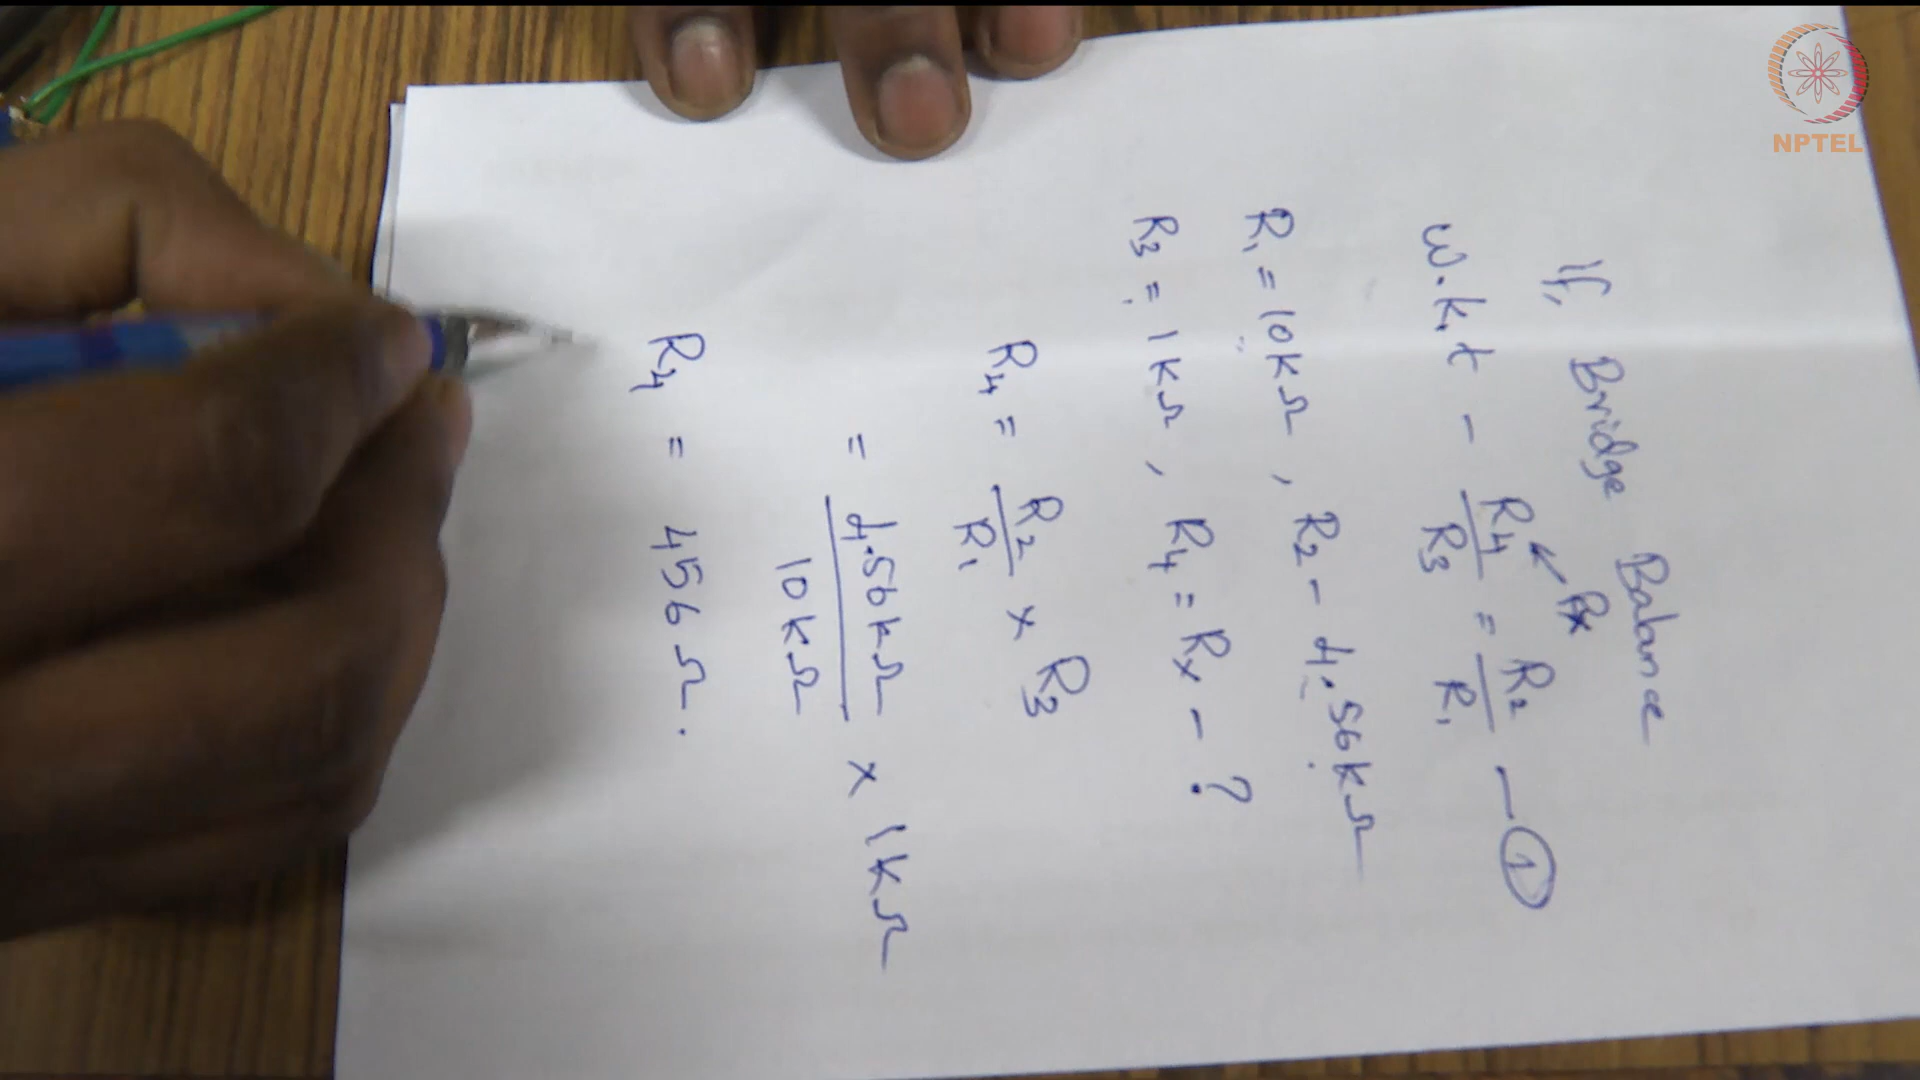 If, Bridge Balance
w.k.t - R4/R3 = R2/R1 — ①
Rx
R1 = 10kΩ, R2 - 4.56kΩ
R3 = 1kΩ, R4 = Rx - ?
R4 = R2/R1 × R3
= 4.56kΩ/10kΩ × 1kΩ
R4 = 456Ω.
NPTEL